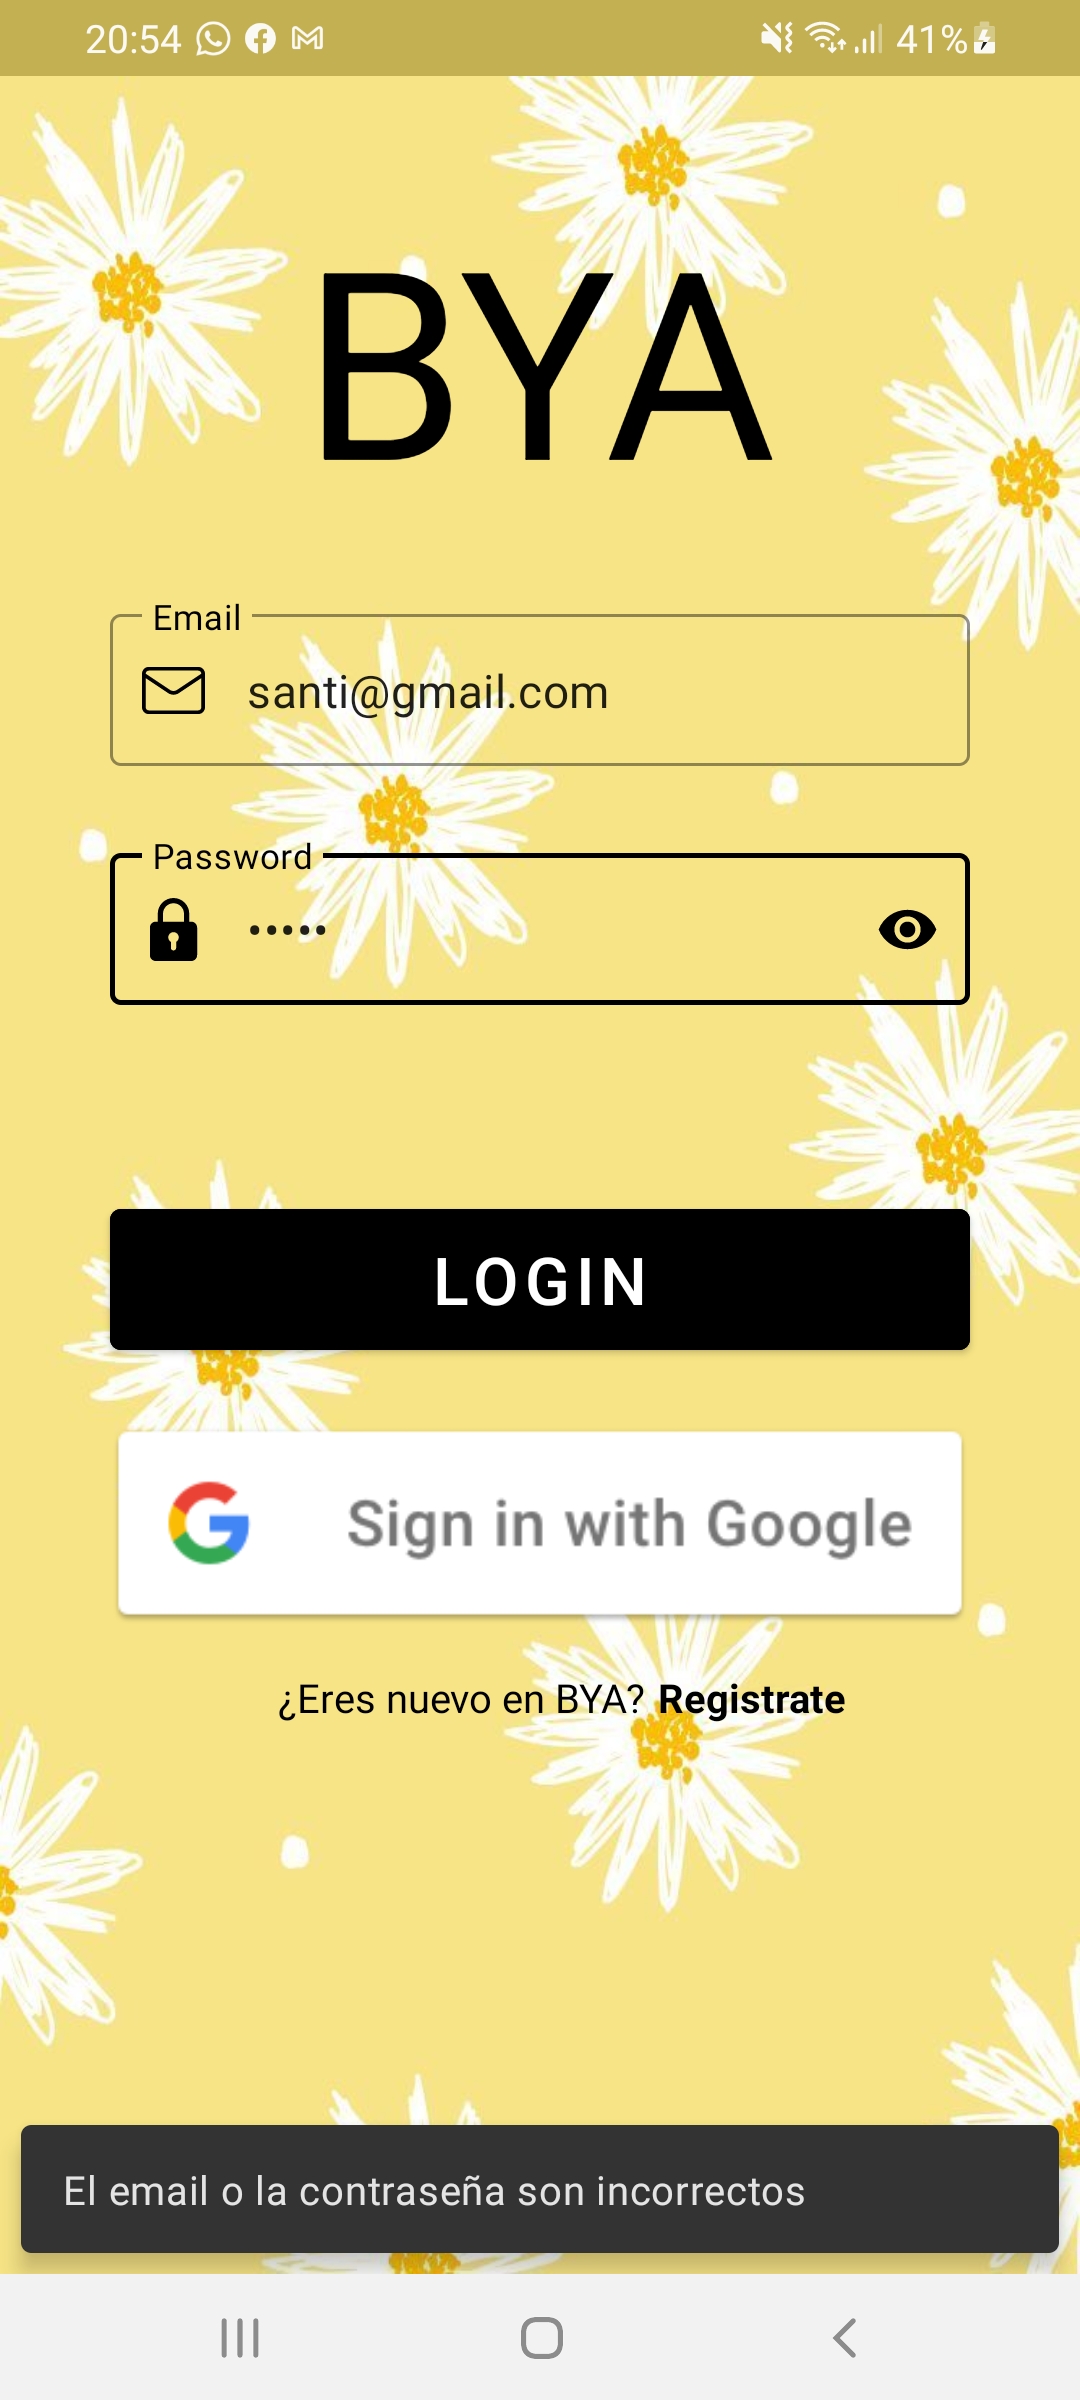 20:54 41%
BYA
Email
santi@gmail.com
Password
•••••
LOGIN
Sign in with Google
¿Eres nuevo en BYA? Registrate
El email o la contraseña son incorrectos